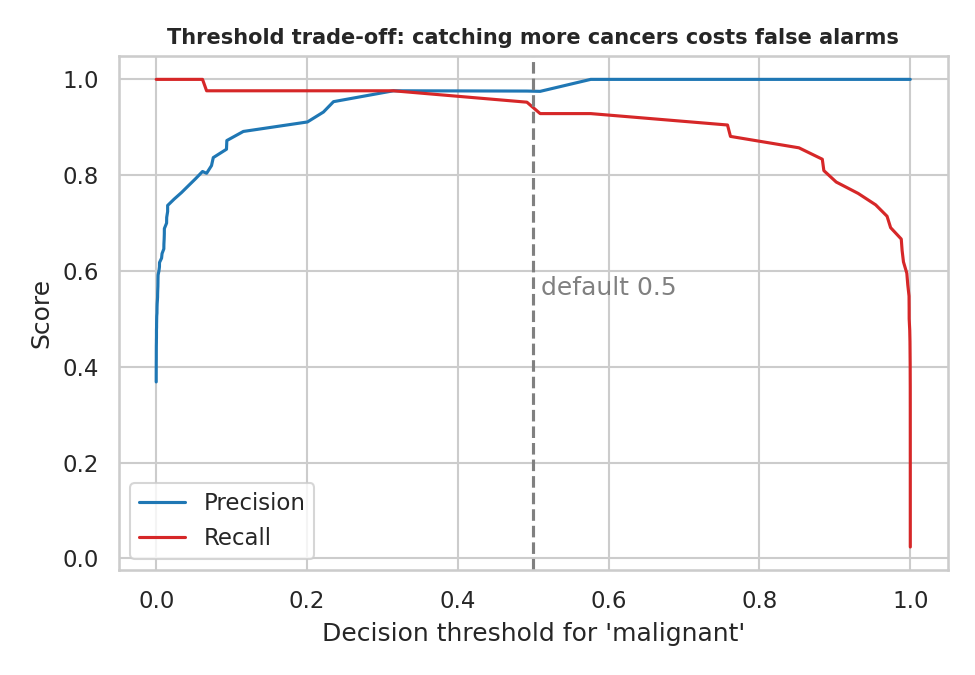 Threshold trade-off: catching more cancers costs false alarms
Score
1.0
0.8
0.6
0.4
0.2
0.0
default 0.5
Precision
Recall
0.0 0.2 0.4 0.6 0.8 1.0
Decision threshold for 'malignant'